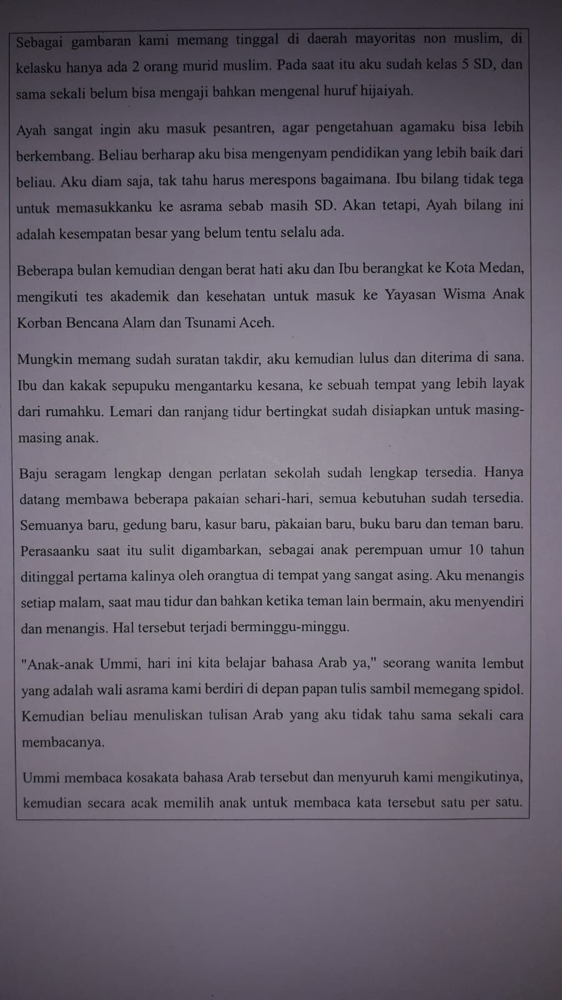 Sebagai gambaran kami memang tinggal di daerah mayoritas non muslim, di
kelasku hanya ada 2 orang murid muslim. Pada saat itu aku sudah kelas 5 SD, dan
sama sekali belum bisa mengaji bahkan mengenal huruf hijaiyah.
Ayah sangat ingin aku masuk pesantren, agar pengetahuan agamaku bisa lebih
berkembang. Beliau berharap aku bisa mengenyam pendidikan yang lebih baik dari
beliau. Aku diam saja, tak tahu harus merespons bagaimana. Ibu bilang tidak tega
untuk memasukkanku ke asrama sebab masih SD. Akan tetapi, Ayah bilang ini
adalah kesempatan besar yang belum tentu selalu ada.
Beberapa bulan kemudian dengan berat hati aku dan Ibu berangkat ke Kota Medan,
mengikuti tes akademik dan kesehatan untuk masuk ke Yayasan Wisma Anak
Korban Bencana Alam dan Tsunami Aceh.
Mungkin memang sudah suratan takdir, aku kemudian lulus dan diterima di sana.
Ibu dan kakak sepupuku mengantarku kesana, ke sebuah tempat yang lebih layak
dari rumahku. Lemari dan ranjang tidur bertingkat sudah disiapkan untuk masing-
masing anak.
Baju seragam lengkap dengan perlatan sekolah sudah lengkap tersedia. Hanya
datang membawa beberapa pakaian sehari-hari, semua kebutuhan sudah tersedia.
Semuanya baru, gedung baru, kasur baru, pakaian baru, buku baru dan teman baru.
Perasaanku saat itu sulit digambarkan, sebagai anak perempuan umur 10 tahun
ditinggal pertama kalinya oleh orangtua di tempat yang sangat asing. Aku menangis
setiap malam, saat mau tidur dan bahkan ketika teman lain bermain, aku menyendiri
dan menangis. Hal tersebut terjadi berminggu-minggu.
"Anak-anak Ummi, hari ini kita belajar bahasa Arab ya," seorang wanita lembut
yang adalah wali asrama kami berdiri di depan papan tulis sambil memegang spidol.
Kemudian beliau menuliskan tulisan Arab yang aku tidak tahu sama sekali cara
membacanya.
Ummi membaca kosakata bahasa Arab tersebut dan menyuruh kami mengikutinya,
kemudian secara acak memilih anak untuk membaca kata tersebut satu per satu.